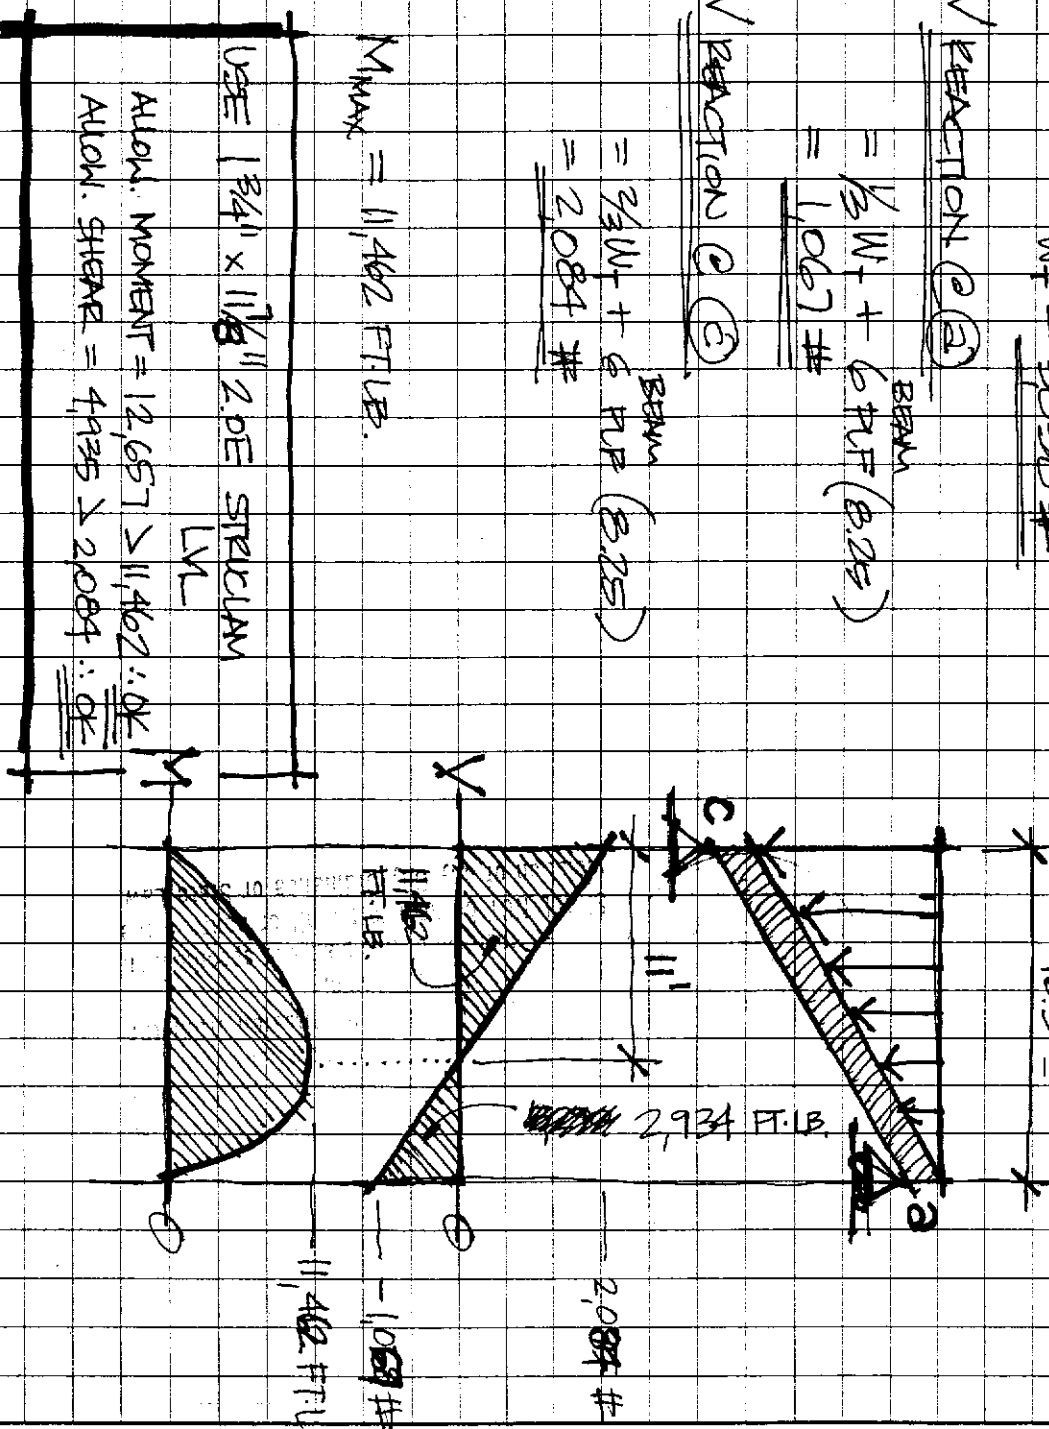 REACTION @ a
= 1/3 WT + 6 PLF (8.25)
BEAM
= 1,067 #
REACTION @ C
= 2/3 WT + 6 PLF (8.25)
BEAM
= 2,084 #
MMAX = 11,462 FT.LB.
USE 1 3/4" x 11 7/8" 2.0E STRUCLAM
LVL
ALLOW. MOMENT = 12,657 > 11,462 ∴ OK
ALLOW. SHEAR = 4,935 > 2,084 ∴ OK
C
a
11'
V
2,084 #
11,462
FT.LB.
2,934 FT.LB.
0
-1,067 #
M
11,462 FT.L
0